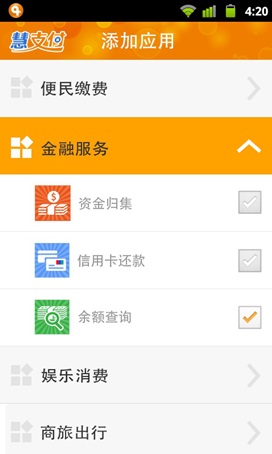 4:20
慧支付
添加应用
便民缴费
金融服务
资金归集
信用卡还款
余额查询
娱乐消费
商旅出行